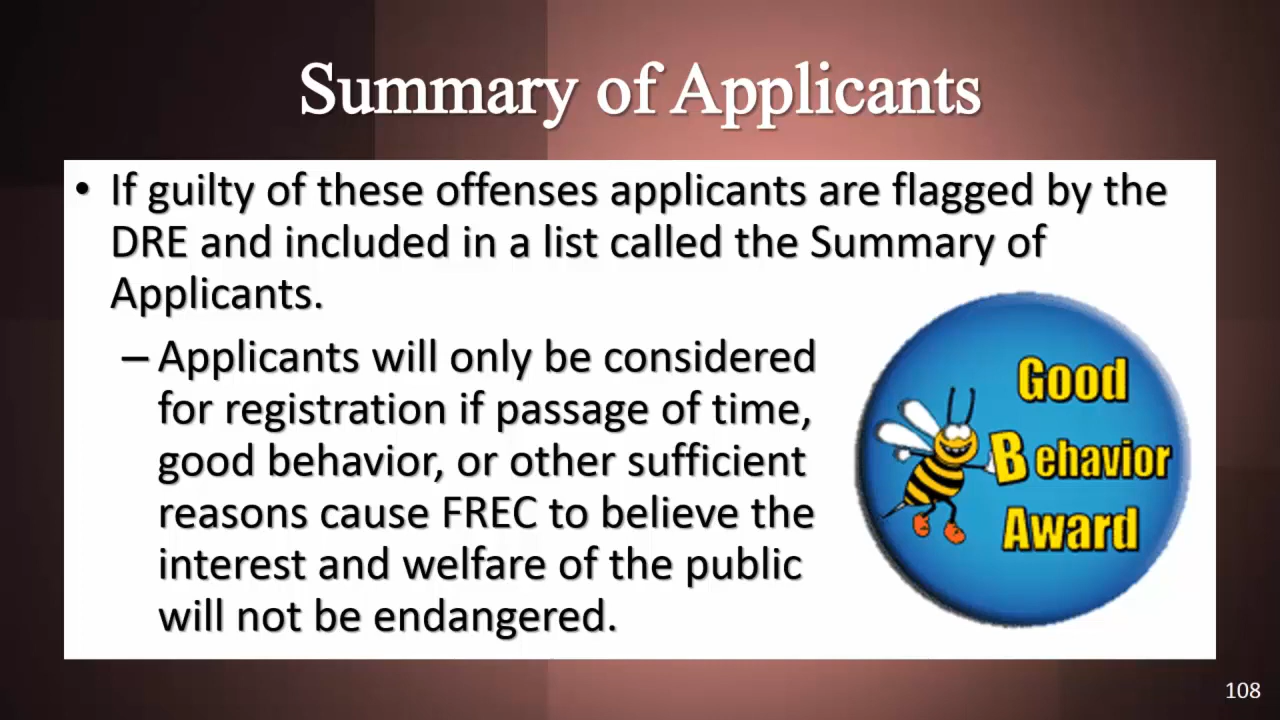 Summary of Applicants
• If guilty of these offenses applicants are flagged by the
DRE and included in a list called the Summary of
Applicants.
– Applicants will only be considered
for registration if passage of time,
good behavior, or other sufficient
reasons cause FREC to believe the
interest and welfare of the public
will not be endangered.
Good
Behavior
Award
108